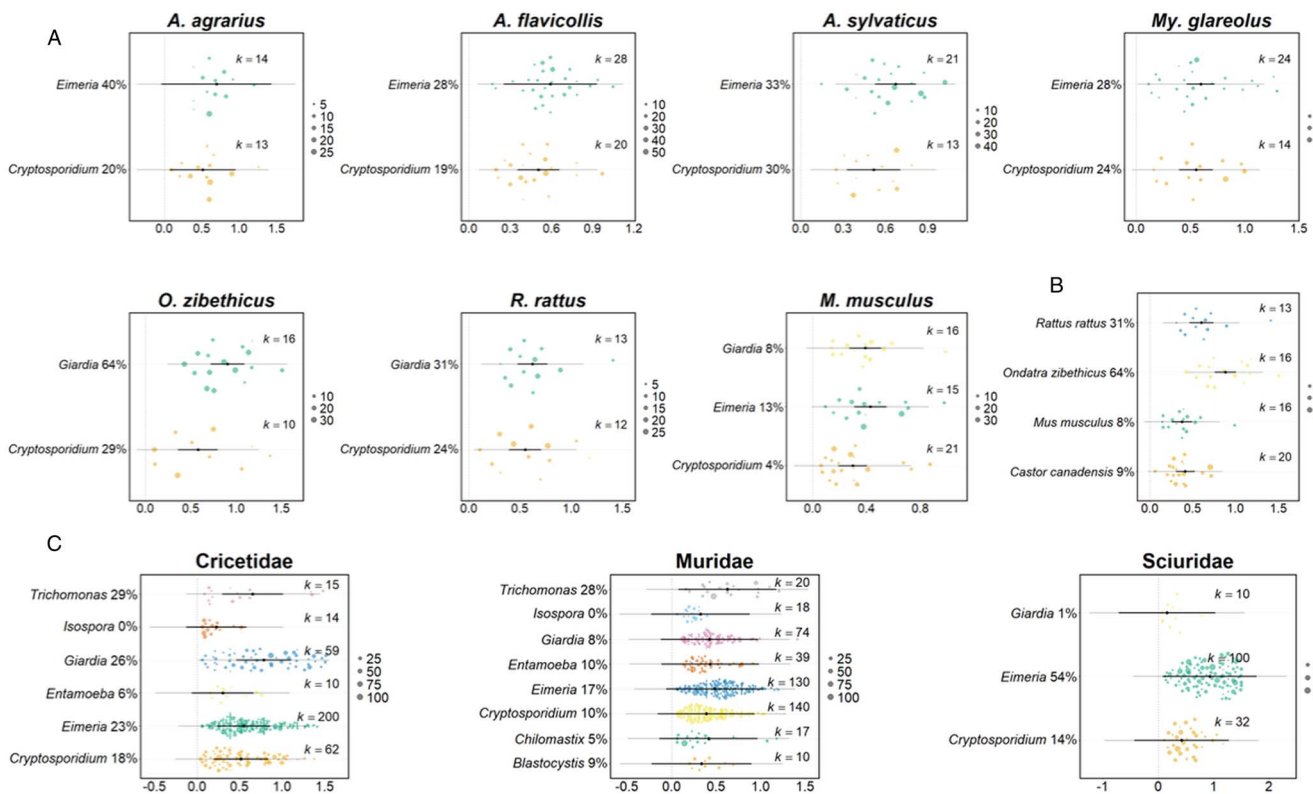 A
A. agrarius
k = 14
Eimeria 40%
k = 13
Cryptosporidium 20%
5
10
15
20
25
0.0 0.5 1.0 1.5
A. flavicollis
k = 28
Eimeria 28%
k = 20
Cryptosporidium 19%
10
20
30
40
50
0.0 0.3 0.6 0.9 1.2
A. sylvaticus
k = 21
Eimeria 33%
k = 13
Cryptosporidium 30%
10
20
30
40
0.0 0.3 0.6 0.9
My. glareolus
k = 24
Eimeria 28%
k = 14
Cryptosporidium 24%
0.0 0.5 1.0 1.5
O. zibethicus
k = 16
Giardia 64%
k = 10
Cryptosporidium 29%
10
20
30
0.0 0.5 1.0 1.5
R. rattus
k = 13
Giardia 31%
k = 12
Cryptosporidium 24%
5
10
15
20
25
0.0 0.5 1.0 1.5
M. musculus
k = 16
Giardia 8%
k = 15
Eimeria 13%
k = 21
Cryptosporidium 4%
10
20
30
0.0 0.4 0.8
B
k = 13
Rattus rattus 31%
k = 16
Ondatra zibethicus 64%
k = 16
Mus musculus 8%
k = 20
Castor canadensis 9%
0.0 0.5 1.0 1.5
C
Cricetidae
k = 15
Trichomonas 29%
k = 14
Isospora 0%
k = 59
Giardia 26%
k = 10
Entamoeba 6%
k = 200
Eimeria 23%
k = 62
Cryptosporidium 18%
25
50
75
100
-0.5 0.0 0.5 1.0 1.5
Muridae
k = 20
Trichomonas 28%
k = 18
Isospora 0%
k = 74
Giardia 8%
k = 39
Entamoeba 10%
k = 130
Eimeria 17%
k = 140
Cryptosporidium 10%
k = 17
Chilomastix 5%
k = 10
Blastocystis 9%
25
50
75
100
-0.5 0.0 0.5 1.0 1.5
Sciuridae
k = 10
Giardia 1%
k = 100
Eimeria 54%
k = 32
Cryptosporidium 14%
-1 0 1 2